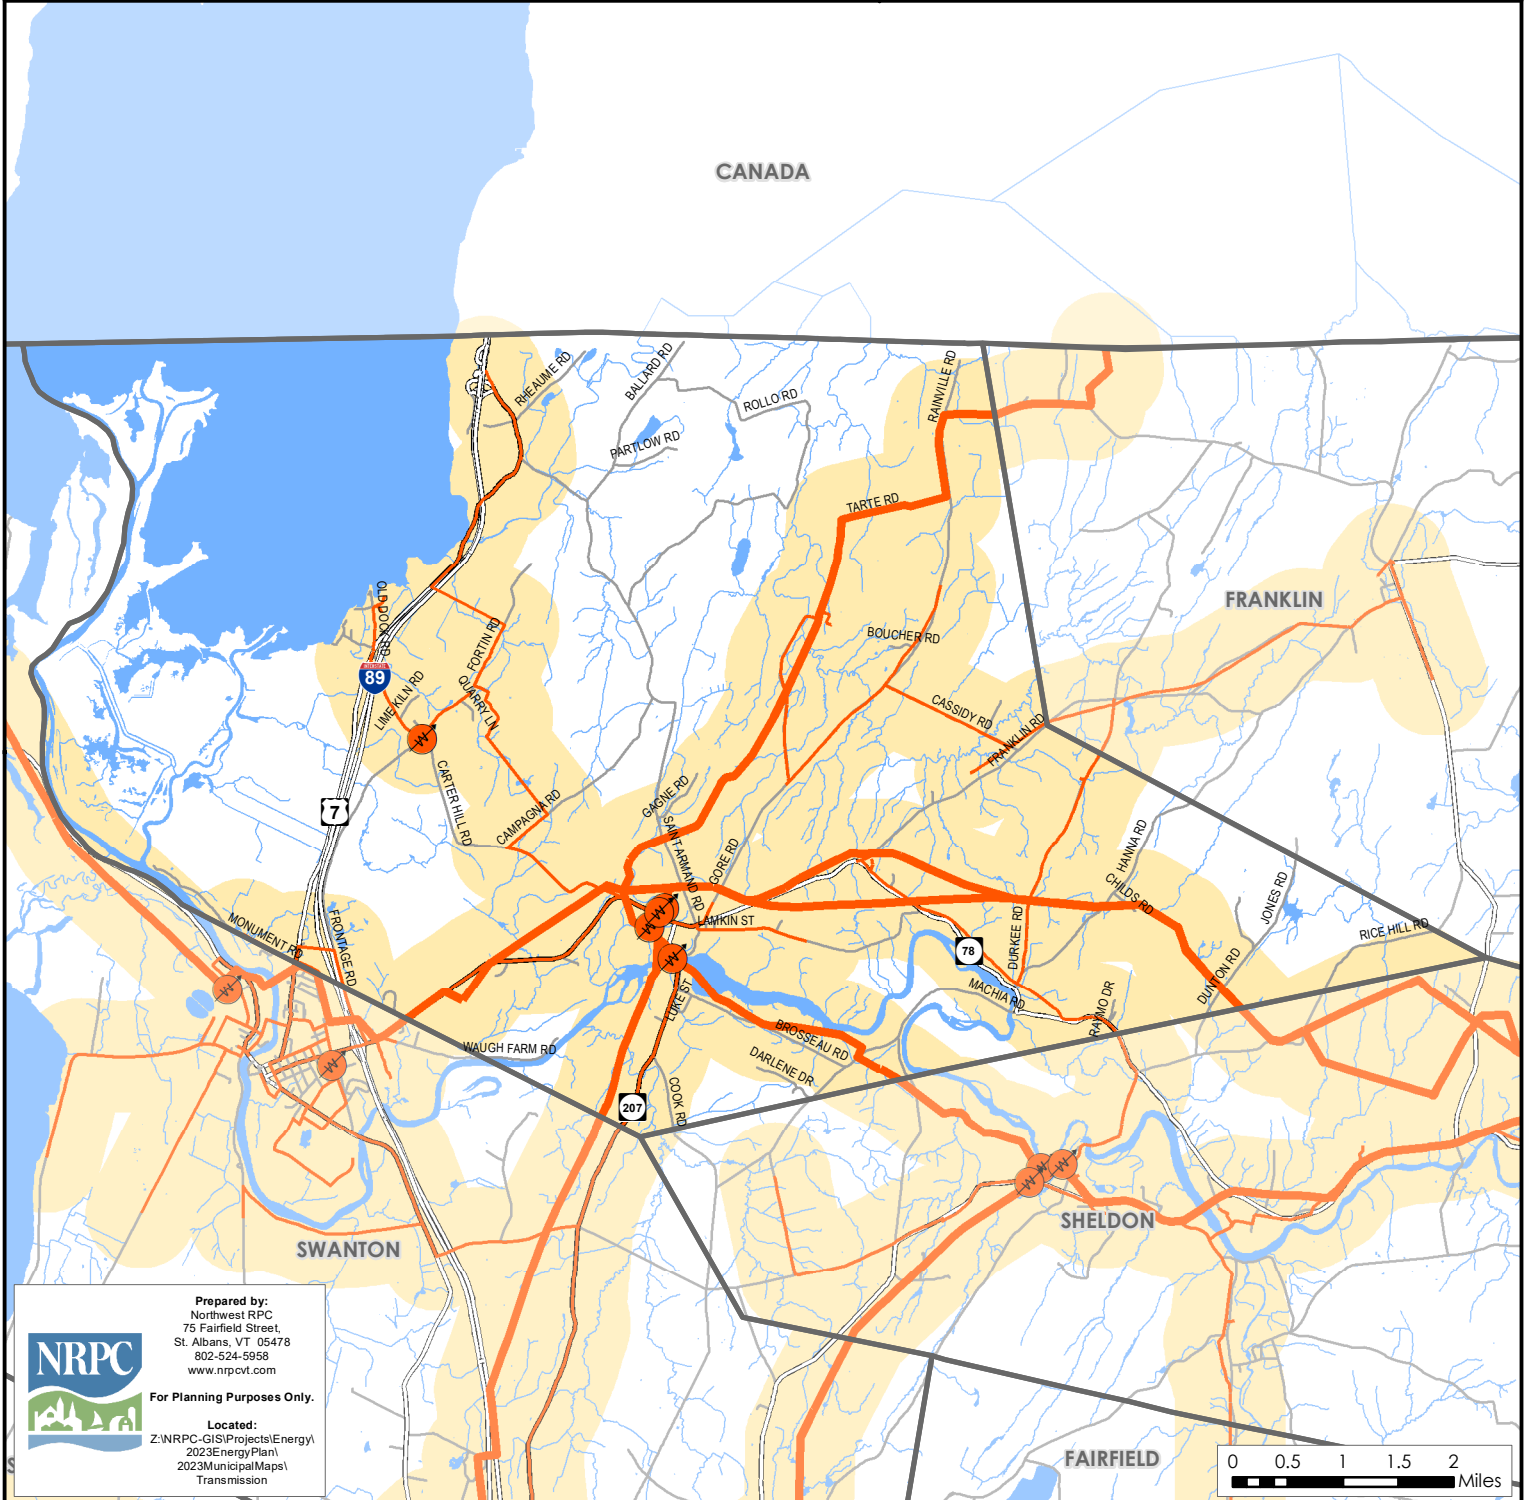 CANADA
RHEAUME RD
BALLARD RD
ROLLO RD
PARTLOW RD
RAINVILLE RD
TARTE RD
FRANKLIN
OLD DOCK RD
FORTIN RD
BOUCHER RD
INTERSTATE
89
LIME KILN RD
QUARRY LN
CASSIDY RD
FRANKLIN RD
W
CARTER HILL RD
7
CAMPAGNA RD
GAGNE RD
SAINT ARMAND RD
GORE RD
HANNA RD
CHILDS RD
JONES RD
RICE HILL RD
W
W
LAMKIN ST
MONUMENT RD
FRONTAGE RD
DURKEE RD
78
W
W
LUKE ST
MACHIA RD
DUNTON RD
RAYMO DR
BROSSEAU RD
WAUGH FARM RD
DARLENE DR
W
COOK RD
207
W
W
W
SHELDON
SWANTON
Prepared by:
Northwest RPC
75 Fairfield Street,
St. Albans, VT 05478
802-524-5958
www.nrpcvt.com
NRPC
For Planning Purposes Only.
Located:
Z:\NRPC-GIS\Projects\Energy\
2023EnergyPlan\
2023MunicipalMaps\
Transmission
S
FAIRFIELD
0 0.5 1 1.5 2
Miles